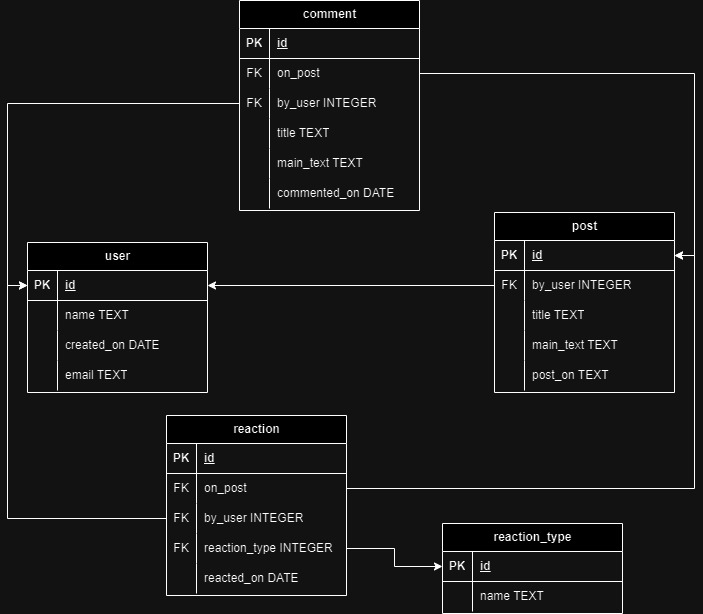 comment
PK id
FK on_post
FK by_user INTEGER
title TEXT
main_text TEXT
commented_on DATE
post
PK id
FK by_user INTEGER
title TEXT
main_text TEXT
post_on TEXT
user
PK id
name TEXT
created_on DATE
email TEXT
reaction
PK id
FK on_post
FK by_user INTEGER
FK reaction_type INTEGER
reacted_on DATE
reaction_type
PK id
name TEXT